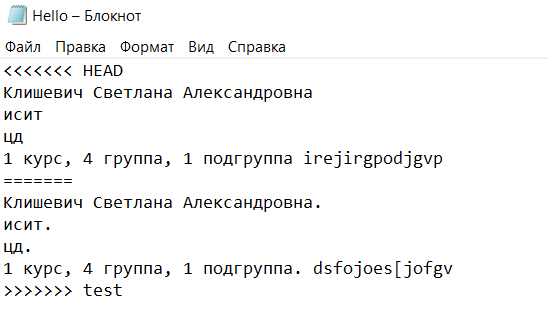 Hello – Блокнот
Файл Правка Формат Вид Справка
<<<<<<< HEAD
Клишевич Светлана Александровна
исит
цд
1 курс, 4 группа, 1 подгруппа irejirgpodjgvp
=======
Клишевич Светлана Александровна.
исит.
цд.
1 курс, 4 группа, 1 подгруппа. dsfojoes[jofgv
>>>>>>> test